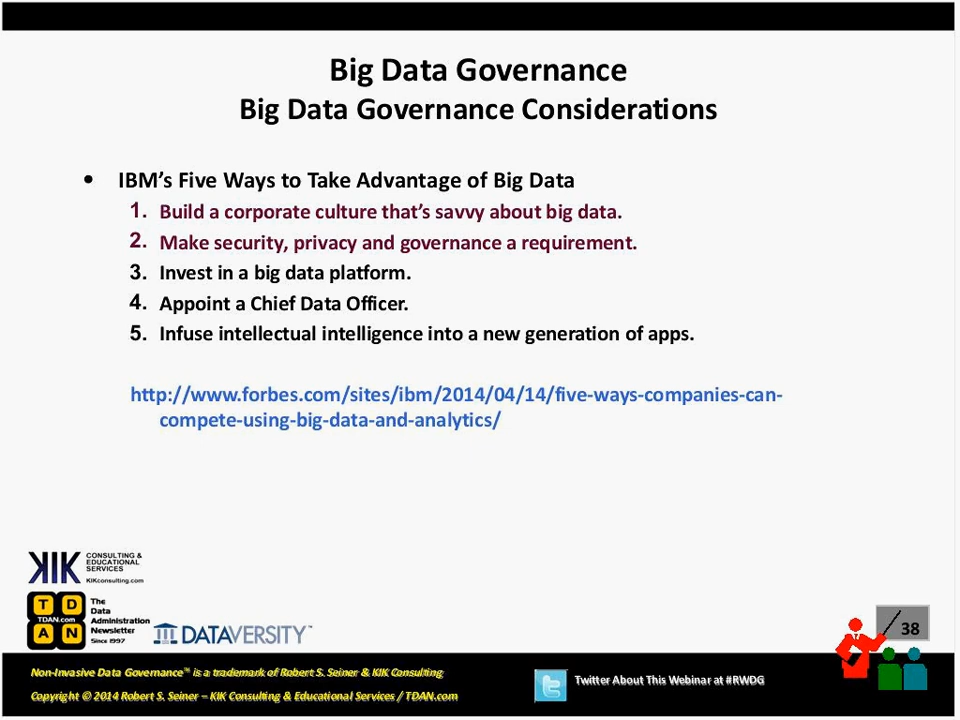 Big Data Governance
Big Data Governance Considerations
• IBM’s Five Ways to Take Advantage of Big Data
1. Build a corporate culture that’s savvy about big data.
2. Make security, privacy and governance a requirement.
3. Invest in a big data platform.
4. Appoint a Chief Data Officer.
5. Infuse intellectual intelligence into a new generation of apps.
http://www.forbes.com/sites/ibm/2014/04/14/five-ways-companies-can-
compete-using-big-data-and-analytics/
KIK CONSULTING &
EDUCATIONAL
SERVICES
KIKconsulting.com
T D
TDAN.com
A N
The
Data
Administration
Newsletter
Since 1997
DATAVERSITY™
38
Non-Invasive Data Governance™ is a trademark of Robert S. Seiner & KIK Consulting
Copyright © 2014 Robert S. Seiner – KIK Consulting & Educational Services / TDAN.com
Twitter About This Webinar at #RWDG